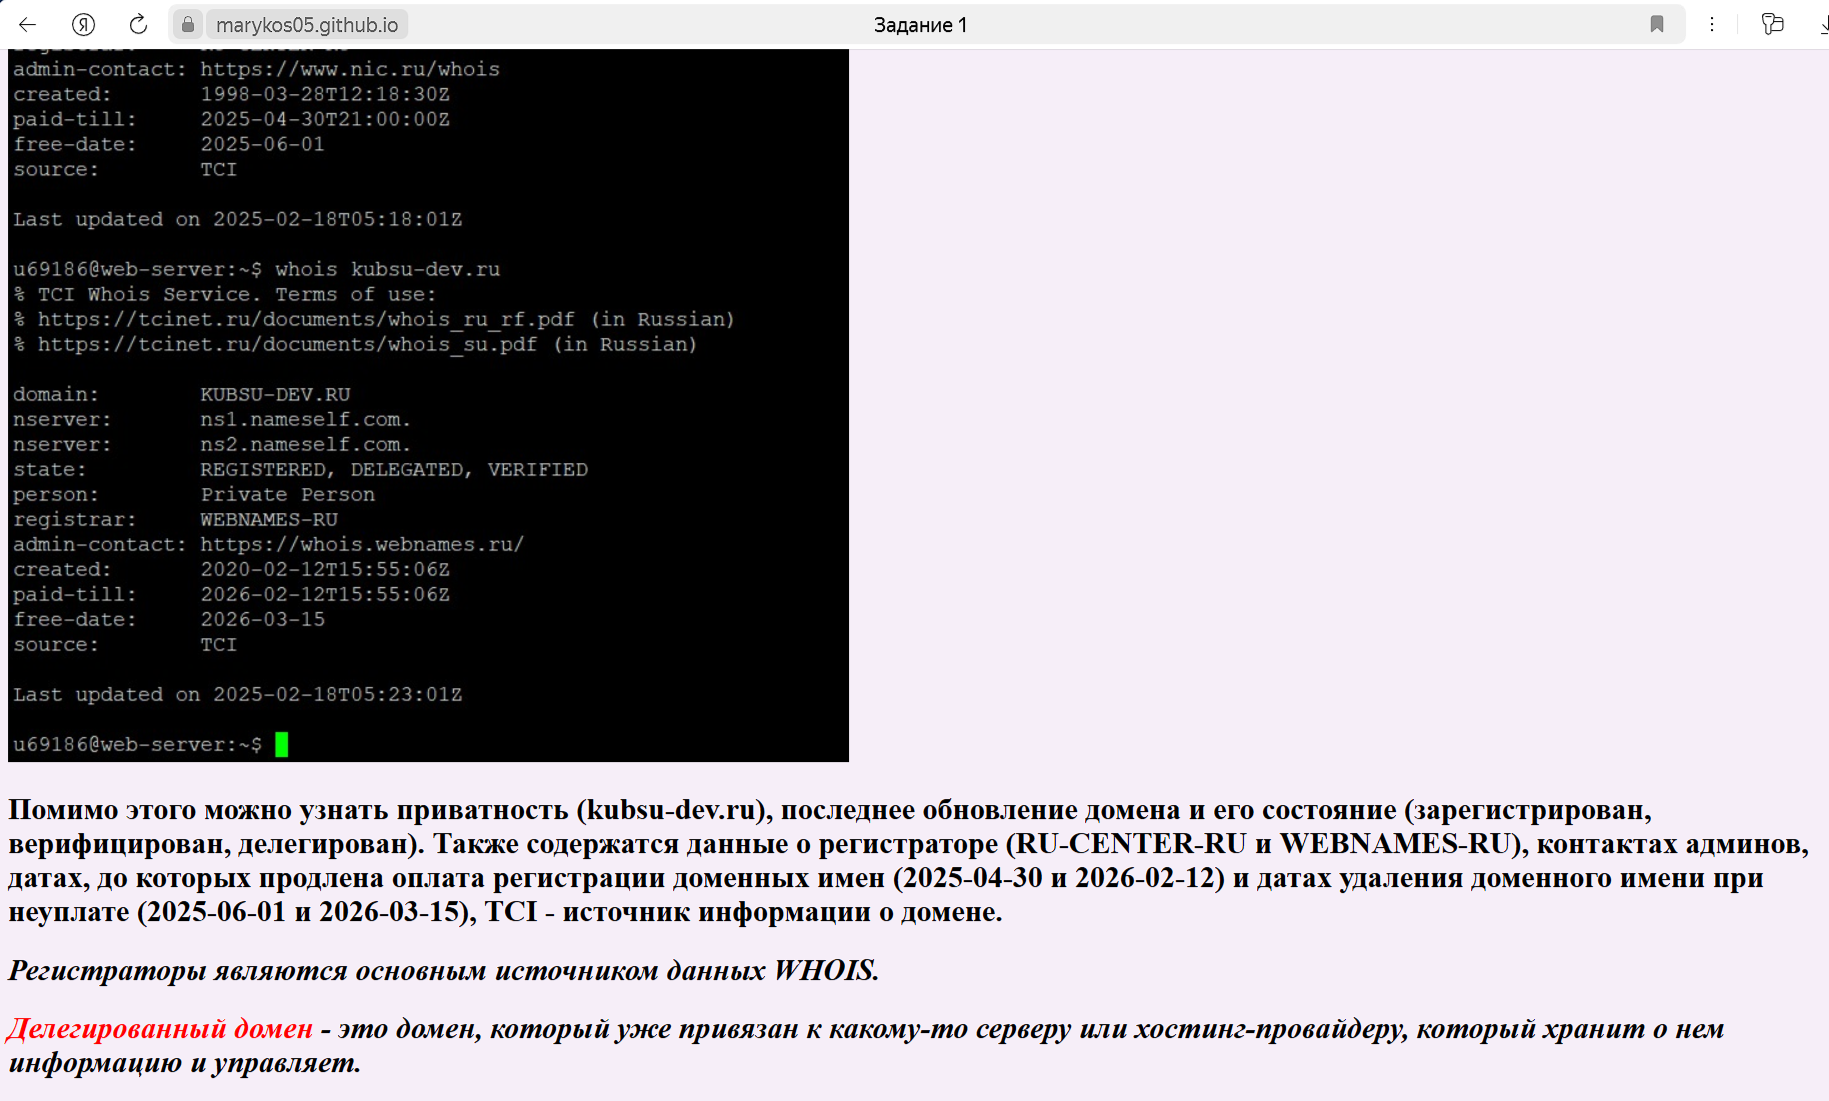 marykos05.github.io
Задание 1
admin-contact: https://www.nic.ru/whois
created: 1998-03-28T12:18:30Z
paid-till: 2025-04-30T21:00:00Z
free-date: 2025-06-01
source: TCI
Last updated on 2025-02-18T05:18:01Z
u69186@web-server:~$ whois kubsu-dev.ru
% TCI Whois Service. Terms of use:
% https://tcinet.ru/documents/whois_ru_rf.pdf (in Russian)
% https://tcinet.ru/documents/whois_su.pdf (in Russian)
domain: KUBSU-DEV.RU
nserver: ns1.nameself.com.
nserver: ns2.nameself.com.
state: REGISTERED, DELEGATED, VERIFIED
person: Private Person
registrar: WEBNAMES-RU
admin-contact: https://whois.webnames.ru/
created: 2020-02-12T15:55:06Z
paid-till: 2026-02-12T15:55:06Z
free-date: 2026-03-15
source: TCI
Last updated on 2025-02-18T05:23:01Z
u69186@web-server:~$
Помимо этого можно узнать приватность (kubsu-dev.ru), последнее обновление домена и его состояние (зарегистрирован,
верифицирован, делегирован). Также содержатся данные о регистраторе (RU-CENTER-RU и WEBNAMES-RU), контактах админов,
датах, до которых продлена оплата регистрации доменных имен (2025-04-30 и 2026-02-12) и датах удаления доменного имени при
неуплате (2025-06-01 и 2026-03-15), TCI - источник информации о домене.
Регистраторы являются основным источником данных WHOIS.
Делегированный домен - это домен, который уже привязан к какому-то серверу или хостинг-провайдеру, который хранит о нем
информацию и управляет.